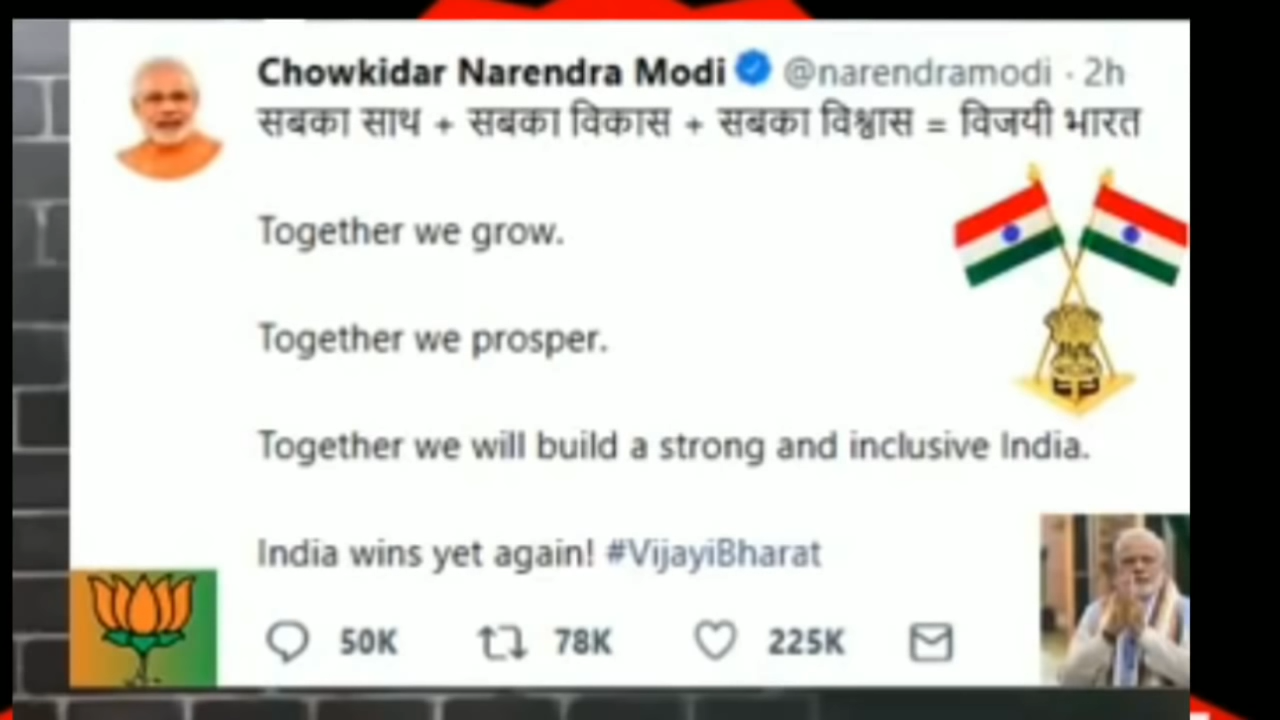 Chowkidar Narendra Modi @narendramodi · 2h
सबका साथ + सबका विकास + सबका विश्वास = विजयी भारत
Together we grow.
Together we prosper.
Together we will build a strong and inclusive India.
India wins yet again! #VijayiBharat
50K 78K 225K